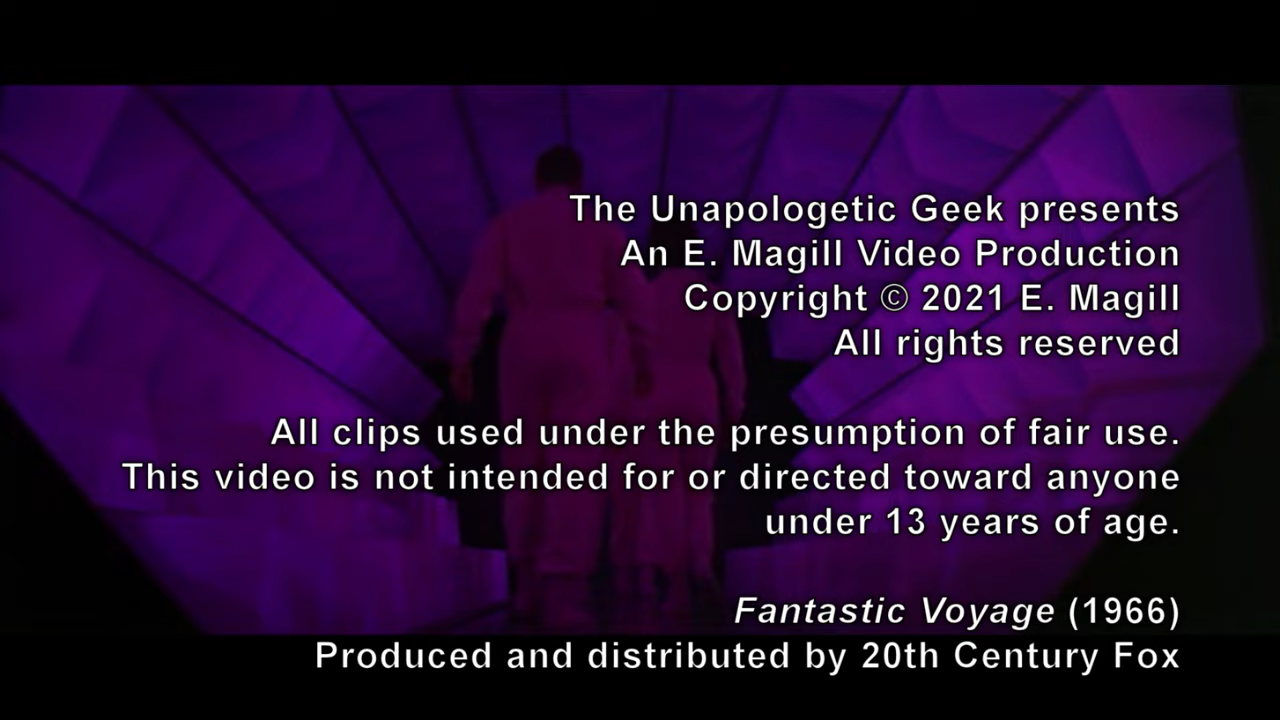 The Unapologetic Geek presents
An E. Magill Video Production
Copyright © 2021 E. Magill
All rights reserved
All clips used under the presumption of fair use.
This video is not intended for or directed toward anyone
under 13 years of age.
Fantastic Voyage (1966)
Produced and distributed by 20th Century Fox